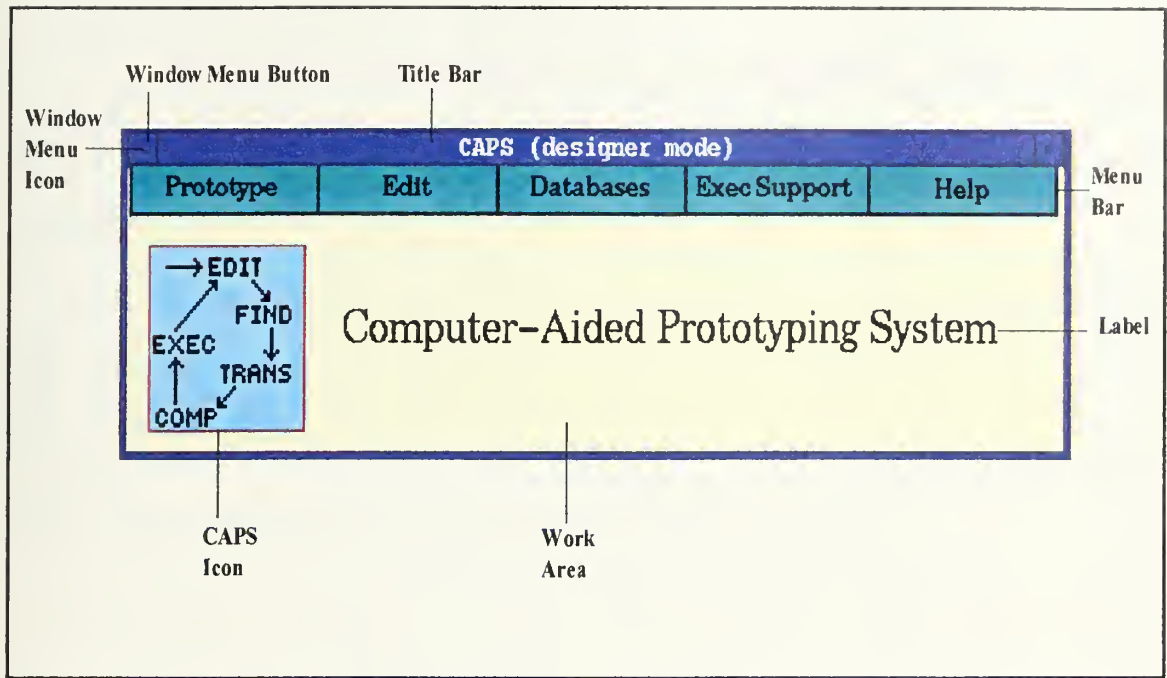 Window Menu Button
Title Bar
Window
Menu
Icon
CAPS (designer mode)
Prototype
Edit
Databases
Exec Support
Help
Menu
Bar
EDIT
FIND
EXEC
TRANS
COMP
Computer-Aided Prototyping System
Label
CAPS
Icon
Work
Area